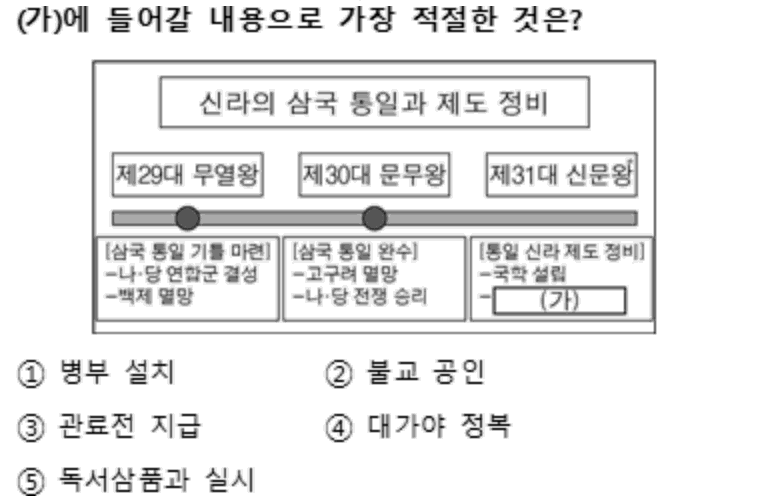 (가)에 들어갈 내용으로 가장 적절한 것은?
신라의 삼국 통일과 제도 정비
제29대 무열왕 제30대 문무왕 제31대 신문왕
[삼국 통일 기틀 마련] [삼국 통일 완수] [통일 신라 제도 정비]
-나·당 연합군 결성 -고구려 멸망 -국학 설립
-백제 멸망 -나·당 전쟁 승리 - (가)
① 병부 설치 ② 불교 공인
③ 관료전 지급 ④ 대가야 정복
⑤ 독서삼품과 실시